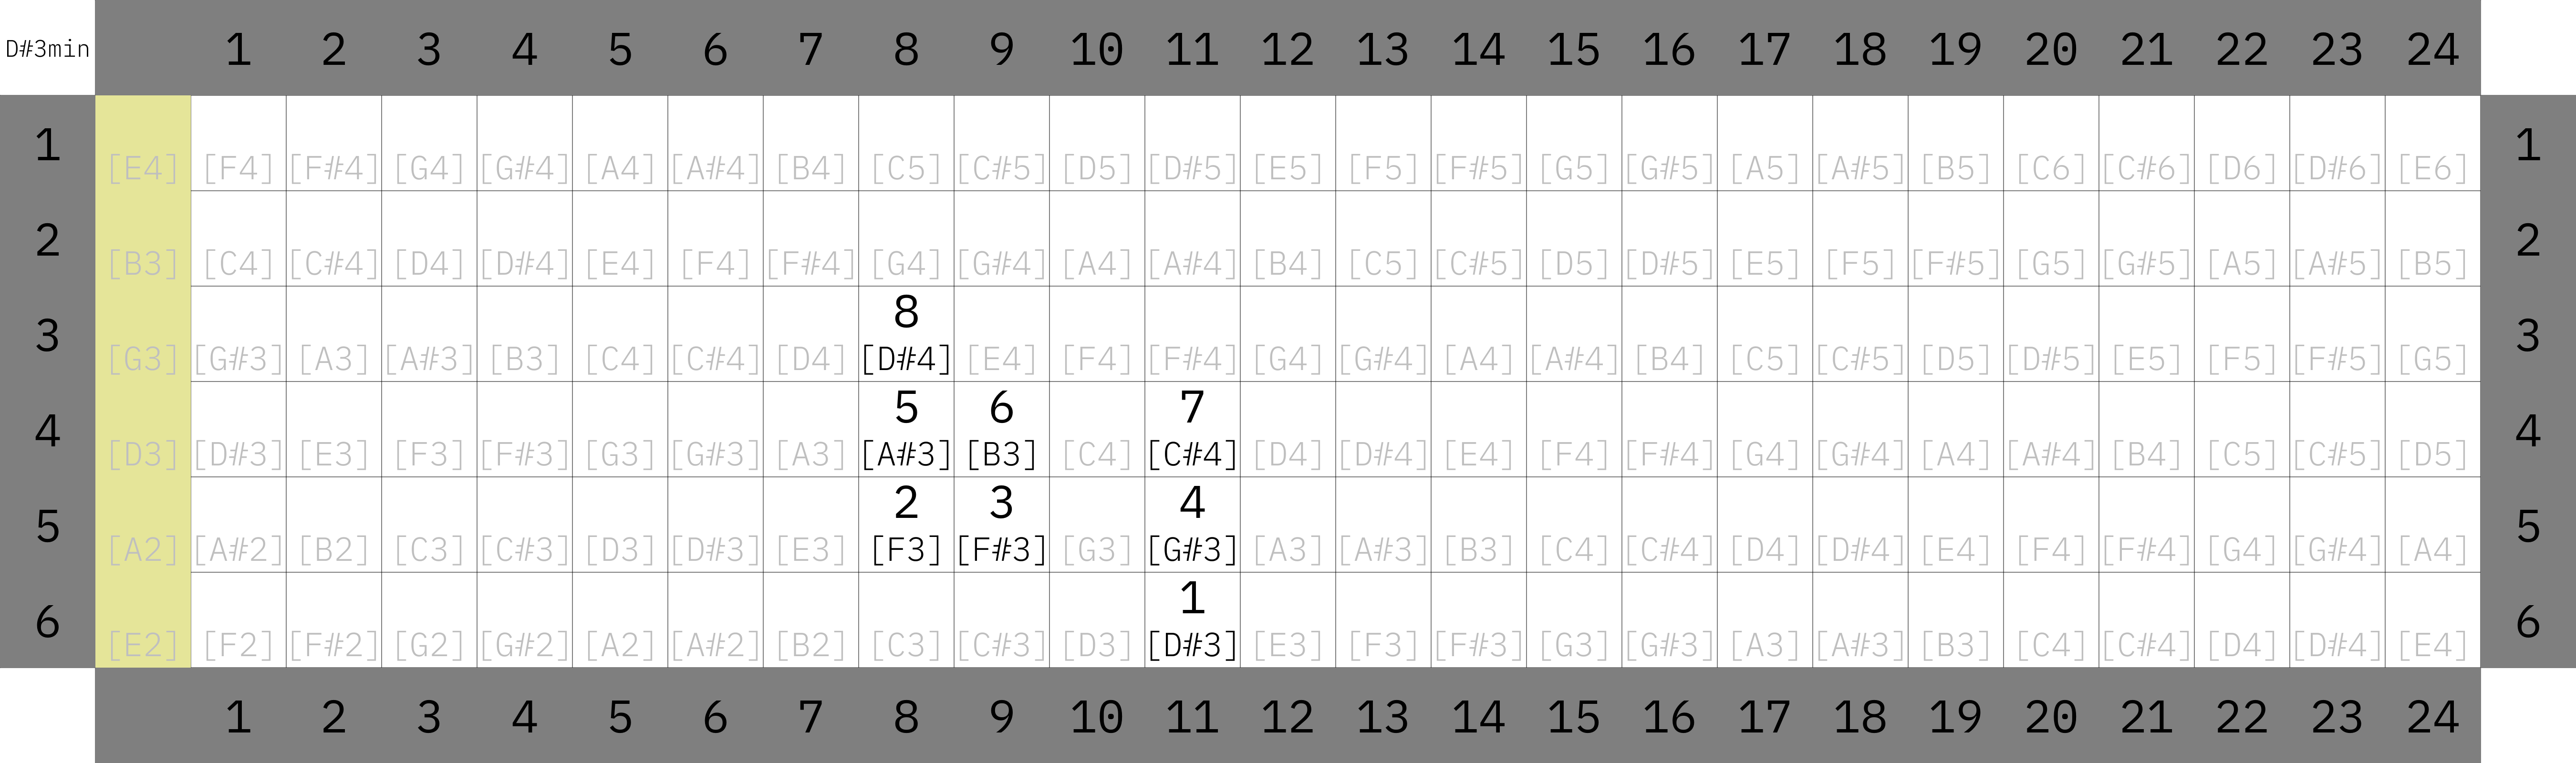 D#3min 1 2 3 4 5 6 7 8 9 10 11 12 13 14 15 16 17 18 19 20 21 22 23 24
1 [E4] [F4] [F#4] [G4] [G#4] [A4] [A#4] [B4] [C5] [C#5] [D5] [D#5] [E5] [F5] [F#5] [G5] [G#5] [A5] [A#5] [B5] [C6] [C#6] [D6] [D#6] [E6] 1
2 [B3] [C4] [C#4] [D4] [D#4] [E4] [F4] [F#4] [G4] [G#4] [A4] [A#4] [B4] [C5] [C#5] [D5] [D#5] [E5] [F5] [F#5] [G5] [G#5] [A5] [A#5] [B5] 2
8
3 [G3] [G#3] [A3] [A#3] [B3] [C4] [C#4] [D4] [D#4] [E4] [F4] [F#4] [G4] [G#4] [A4] [A#4] [B4] [C5] [C#5] [D5] [D#5] [E5] [F5] [F#5] [G5] 3
5 6 7
4 [D3] [D#3] [E3] [F3] [F#3] [G3] [G#3] [A3] [A#3] [B3] [C4] [C#4] [D4] [D#4] [E4] [F4] [F#4] [G4] [G#4] [A4] [A#4] [B4] [C5] [C#5] [D5] 4
2 3 4
5 [A2] [A#2] [B2] [C3] [C#3] [D3] [D#3] [E3] [F3] [F#3] [G3] [G#3] [A3] [A#3] [B3] [C4] [C#4] [D4] [D#4] [E4] [F4] [F#4] [G4] [G#4] [A4] 5
1
6 [E2] [F2] [F#2] [G2] [G#2] [A2] [A#2] [B2] [C3] [C#3] [D3] [D#3] [E3] [F3] [F#3] [G3] [G#3] [A3] [A#3] [B3] [C4] [C#4] [D4] [D#4] [E4] 6
1 2 3 4 5 6 7 8 9 10 11 12 13 14 15 16 17 18 19 20 21 22 23 24